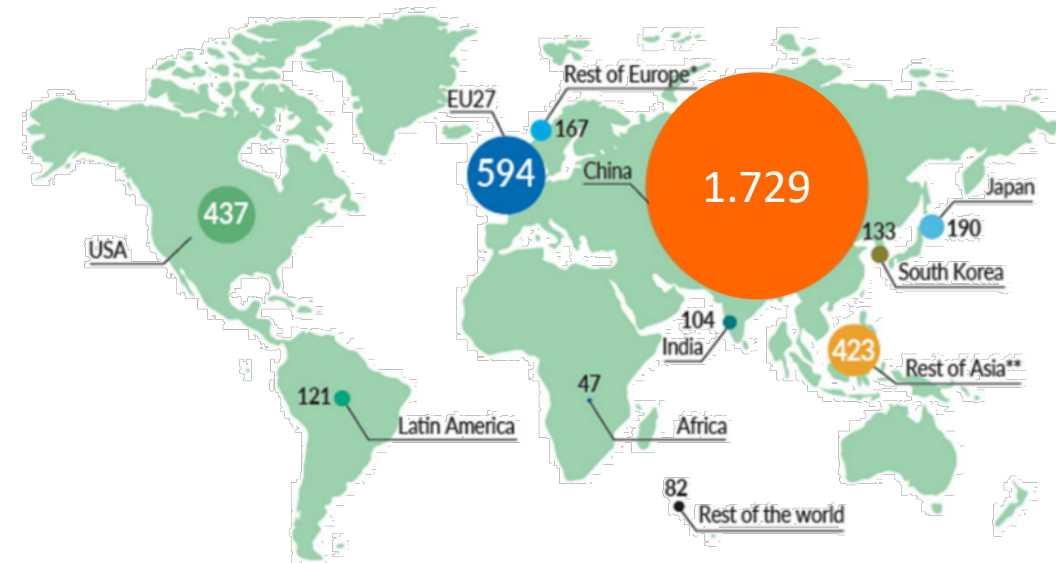 Rest of Europe*
EU27
167
594
China
1.729
Japan
437
133
190
USA
South Korea
104
India
423
Rest of Asia**
47
121
Latin America
Africa
82
Rest of the world